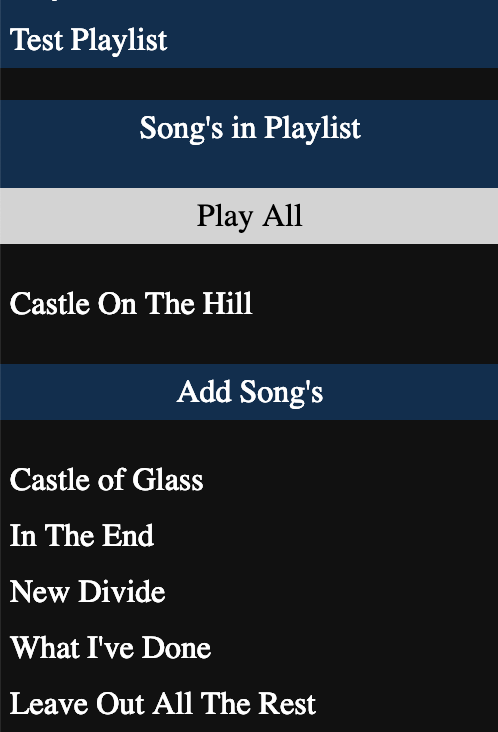 Test Playlist
Song's in Playlist
Play All
Castle On The Hill
Add Song's
Castle of Glass
In The End
New Divide
What I've Done
Leave Out All The Rest